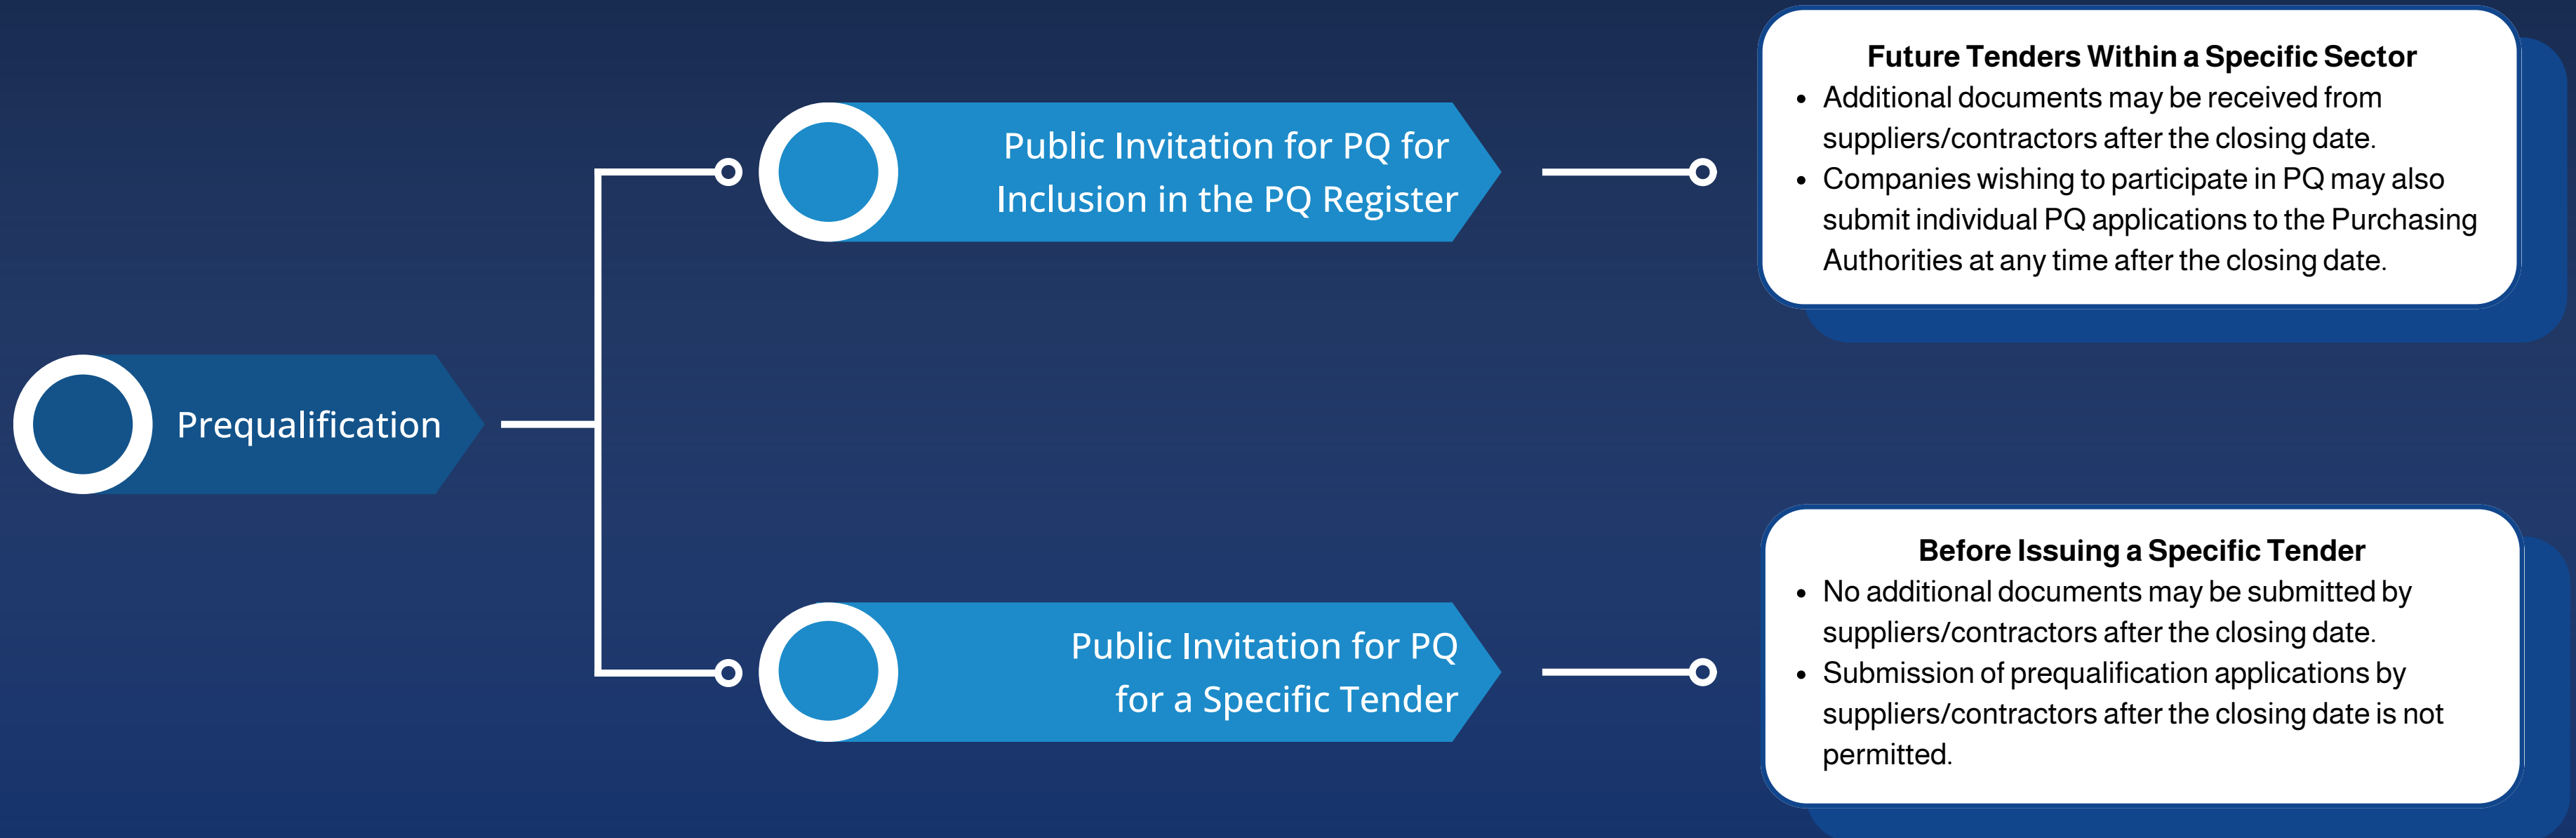 Prequalification
Public Invitation for PQ for
Inclusion in the PQ Register
Future Tenders Within a Specific Sector
• Additional documents may be received from
suppliers/contractors after the closing date.
• Companies wishing to participate in PQ may also
submit individual PQ applications to the Purchasing
Authorities at any time after the closing date.
Public Invitation for PQ
for a Specific Tender
Before Issuing a Specific Tender
• No additional documents may be submitted by
suppliers/contractors after the closing date.
• Submission of prequalification applications by
suppliers/contractors after the closing date is not
permitted.